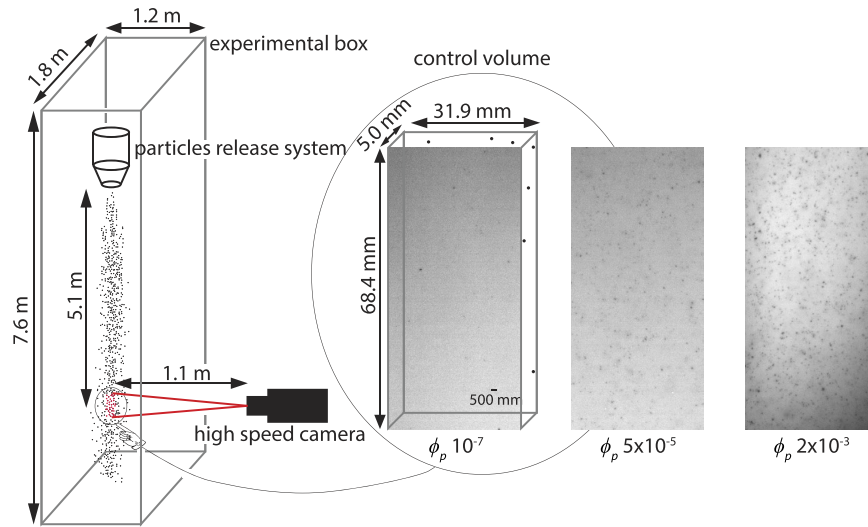 1.2 m
experimental box
1.8 m
control volume
31.9 mm
5.0 mm
particles release system
68.4 mm
5.1 m
7.6 m
1.1 m
500 mm
high speed camera
ϕp 10-7
ϕp 5x10-5
ϕp 2x10-3